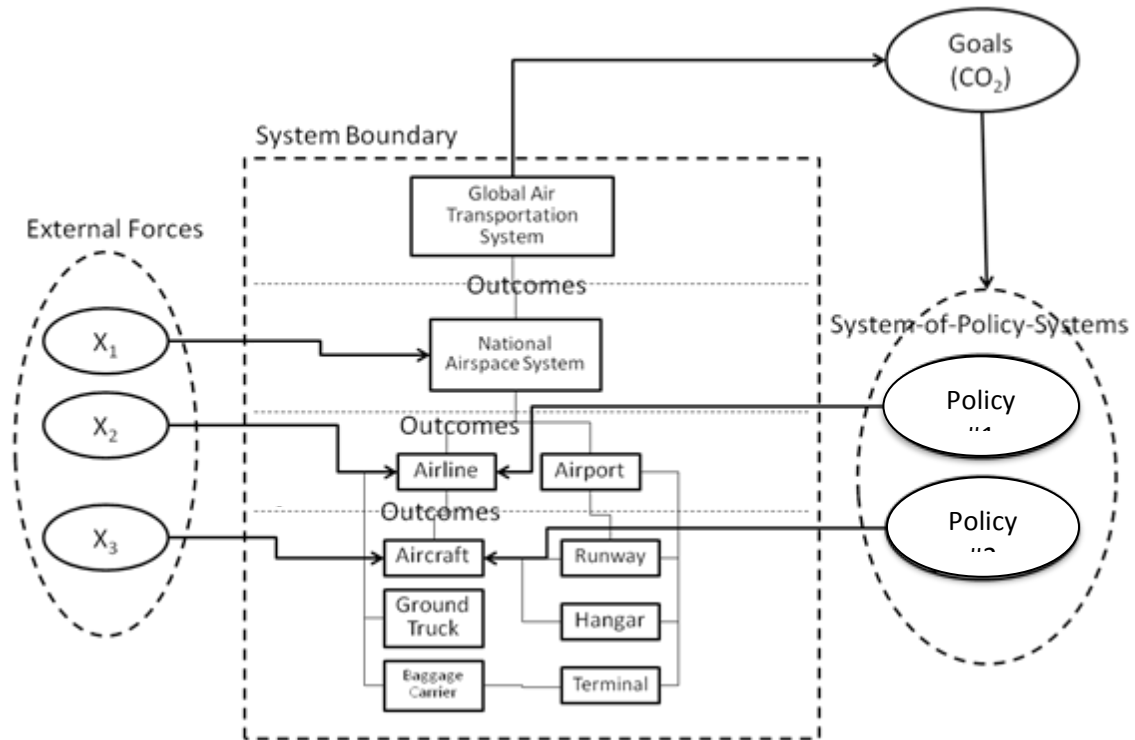 Goals
(CO₂)
System Boundary
Global Air
Transportation
System
External Forces
Outcomes
System-of-Policy-Systems
X₁
National
Airspace System
Policy
X₂
Outcomes
Airline
Airport
Outcomes
Policy
X₃
Aircraft
Runway
Ground
Truck
Hangar
Baggage
Carrier
Terminal